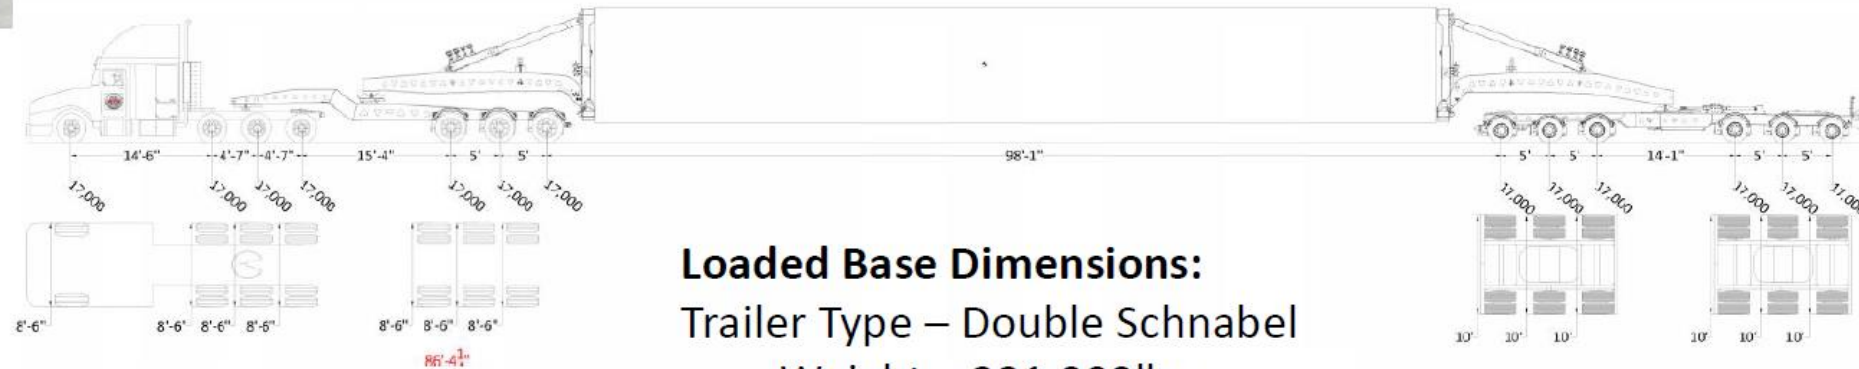 14'-6" 4'-7" 4'-7" 15'-4" 5' 5' 98'-1" 5' 5' 14'-1" 5' 5'
17,000 17,000 17,000 17,000 17,000 17,000 17,000 17,000 17,000 17,000 17,000 17,000 17,000
Loaded Base Dimensions:
Trailer Type – Double Schnabel
8'-6" 8'-6" 8'-6" 8'-6" 8'-6" 8'-6" 8'-6" 10' 10' 10' 10' 10' 10'